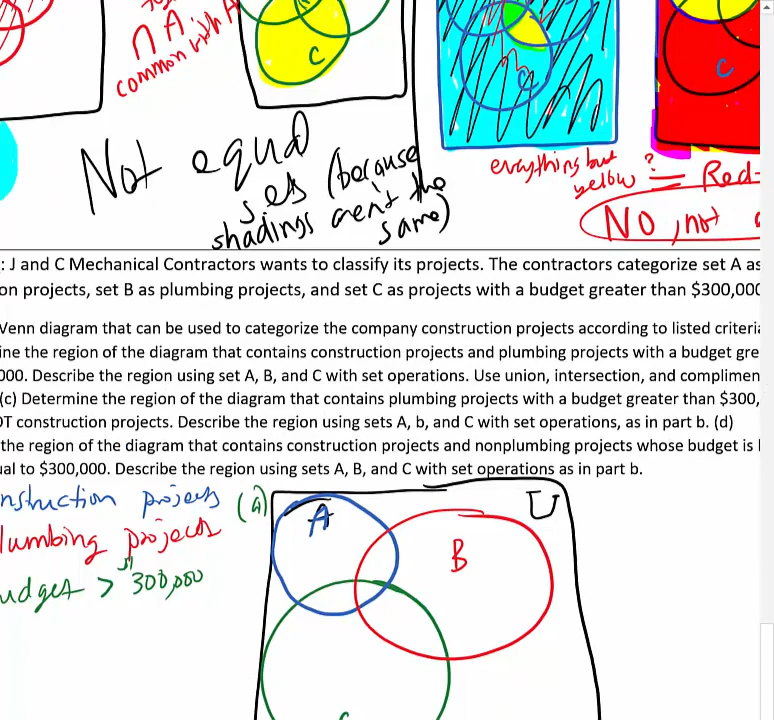 ∩ A
common with A
C
C
C
Not equal
sets (because
shadings aren't the
same)
everything but
yellow
? = Red-
No, not
: J and C Mechanical Contractors wants to classify its projects. The contractors categorize set A as
on projects, set B as plumbing projects, and set C as projects with a budget greater than $300,000
Venn diagram that can be used to categorize the company construction projects according to listed criteria
ine the region of the diagram that contains construction projects and plumbing projects with a budget gre
000. Describe the region using set A, B, and C with set operations. Use union, intersection, and complimen
(c) Determine the region of the diagram that contains plumbing projects with a budget greater than $300,
OT construction projects. Describe the region using sets A, b, and C with set operations, as in part b. (d)
the region of the diagram that contains construction projects and nonplumbing projects whose budget is l
ual to $300,000. Describe the region using sets A, B, and C with set operations as in part b.
nstruction projects (a)
lumbing projects
udget > $300,000
U
A
B